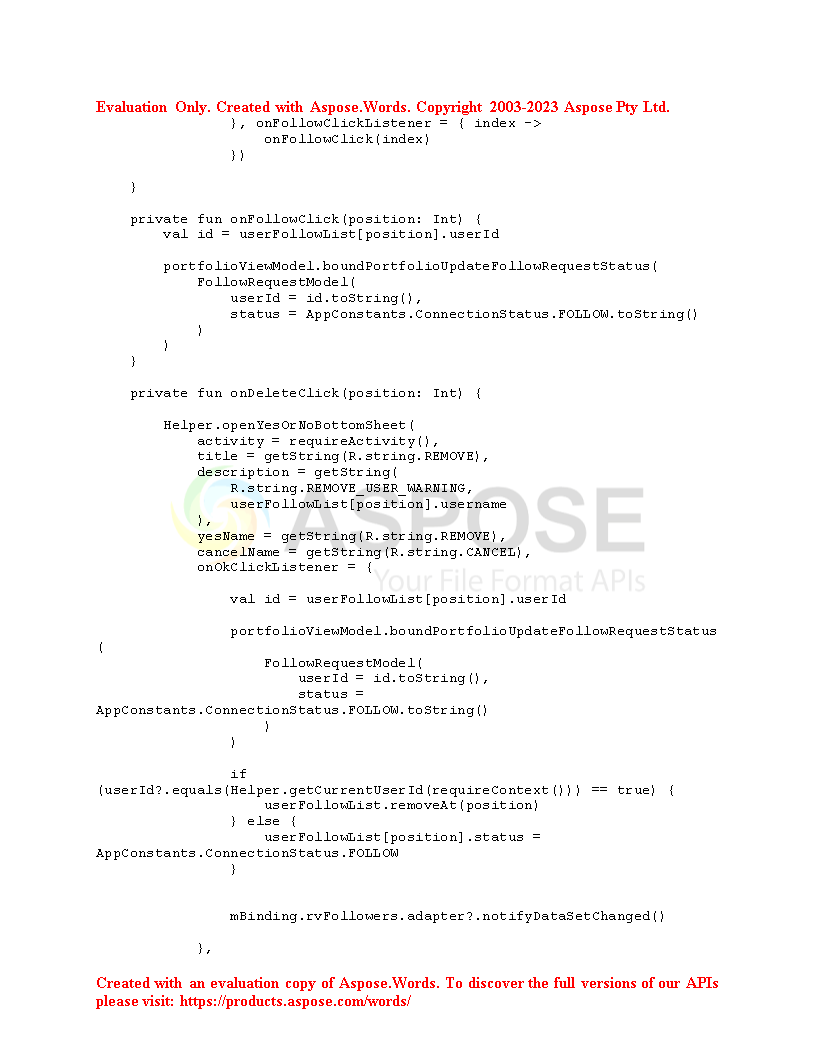 Evaluation Only. Created with Aspose.Words. Copyright 2003-2023 Aspose Pty Ltd.
                }, onFollowClickListener = { index ->
                    onFollowClick(index)
                })

    }

    private fun onFollowClick(position: Int) {
        val id = userFollowList[position].userId

        portfolioViewModel.boundPortfolioUpdateFollowRequestStatus(
            FollowRequestModel(
                userId = id.toString(),
                status = AppConstants.ConnectionStatus.FOLLOW.toString()
            )
        )
    }

    private fun onDeleteClick(position: Int) {

        Helper.openYesOrNoBottomSheet(
            activity = requireActivity(),
            title = getString(R.string.REMOVE),
            description = getString(
                R.string.REMOVE_USER_WARNING,
                userFollowList[position].username
            ),
            yesName = getString(R.string.REMOVE),
            cancelName = getString(R.string.CANCEL),
            onOkClickListener = {

                val id = userFollowList[position].userId

                portfolioViewModel.boundPortfolioUpdateFollowRequestStatus
(
                    FollowRequestModel(
                        userId = id.toString(),
                        status =
AppConstants.ConnectionStatus.FOLLOW.toString()
                    )
                )

                if
(userId?.equals(Helper.getCurrentUserId(requireContext())) == true) {
                    userFollowList.removeAt(position)
                } else {
                    userFollowList[position].status =
AppConstants.ConnectionStatus.FOLLOW
                }


                mBinding.rvFollowers.adapter?.notifyDataSetChanged()

            },
ASPOSE
Your File Format APIs
Created with an evaluation copy of Aspose.Words. To discover the full versions of our APIs
please visit: https://products.aspose.com/words/